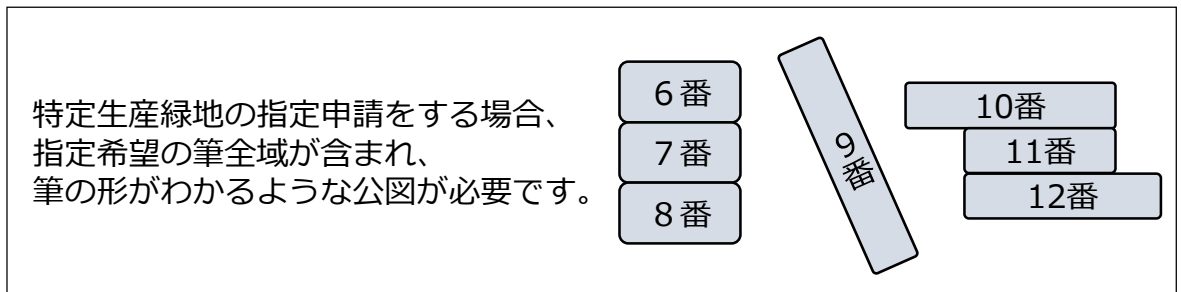 特定生産緑地の指定申請をする場合、
指定希望の筆全域が含まれ、
筆の形がわかるような公図が必要です。
６番
７番
８番
９番
10番
11番
12番